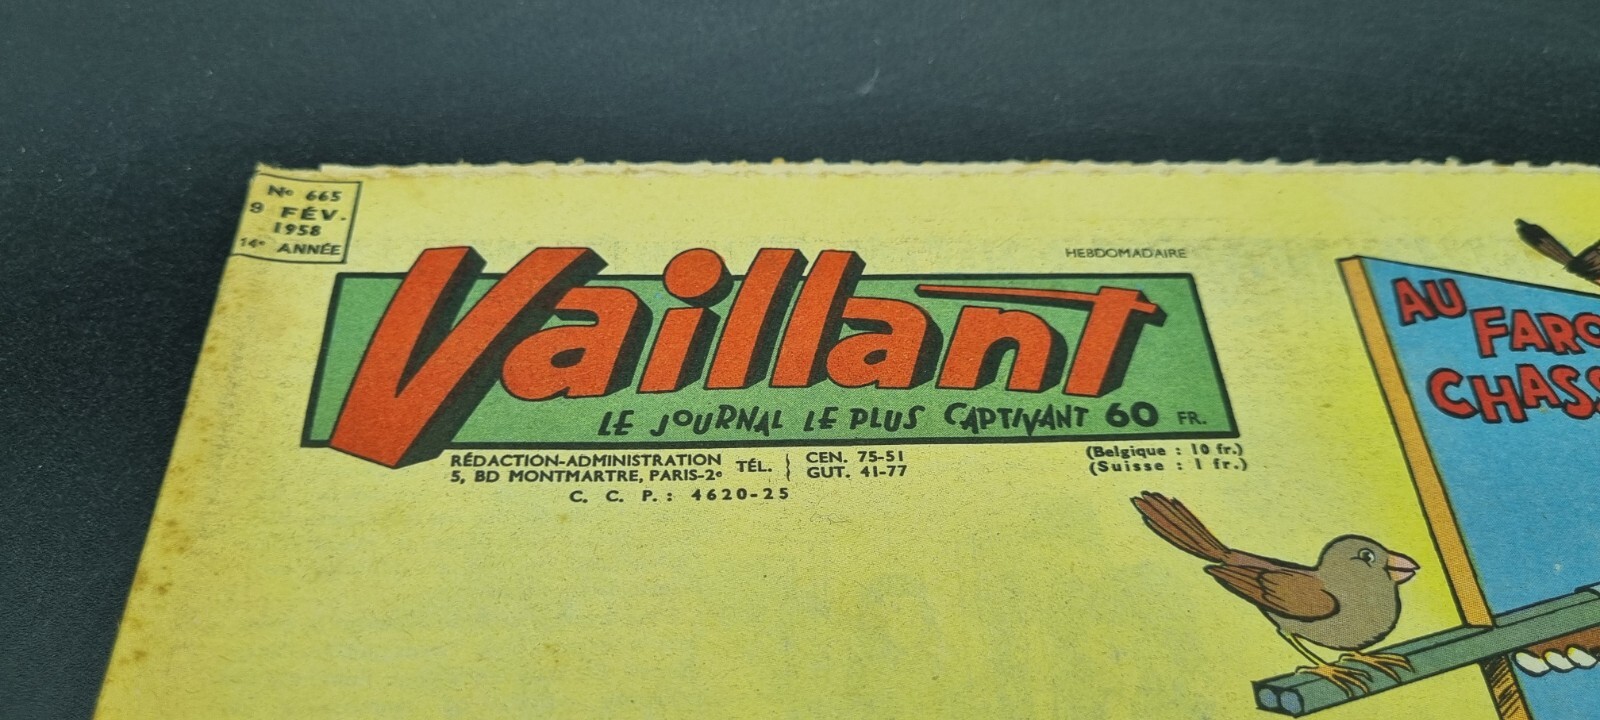 No 665
9 FÉV.
1958
14e ANNÉE
HEBDOMADAIRE
Vaillant
LE JOURNAL LE PLUS CAPTIVANT 60 FR.
RÉDACTION-ADMINISTRATION
5, BD MONTMARTRE, PARIS-2e
TÉL.
CEN. 75-51
GUT. 41-77
C. C. P. : 4620-25
(Belgique : 10 fr.)
(Suisse : 1 fr.)
AU